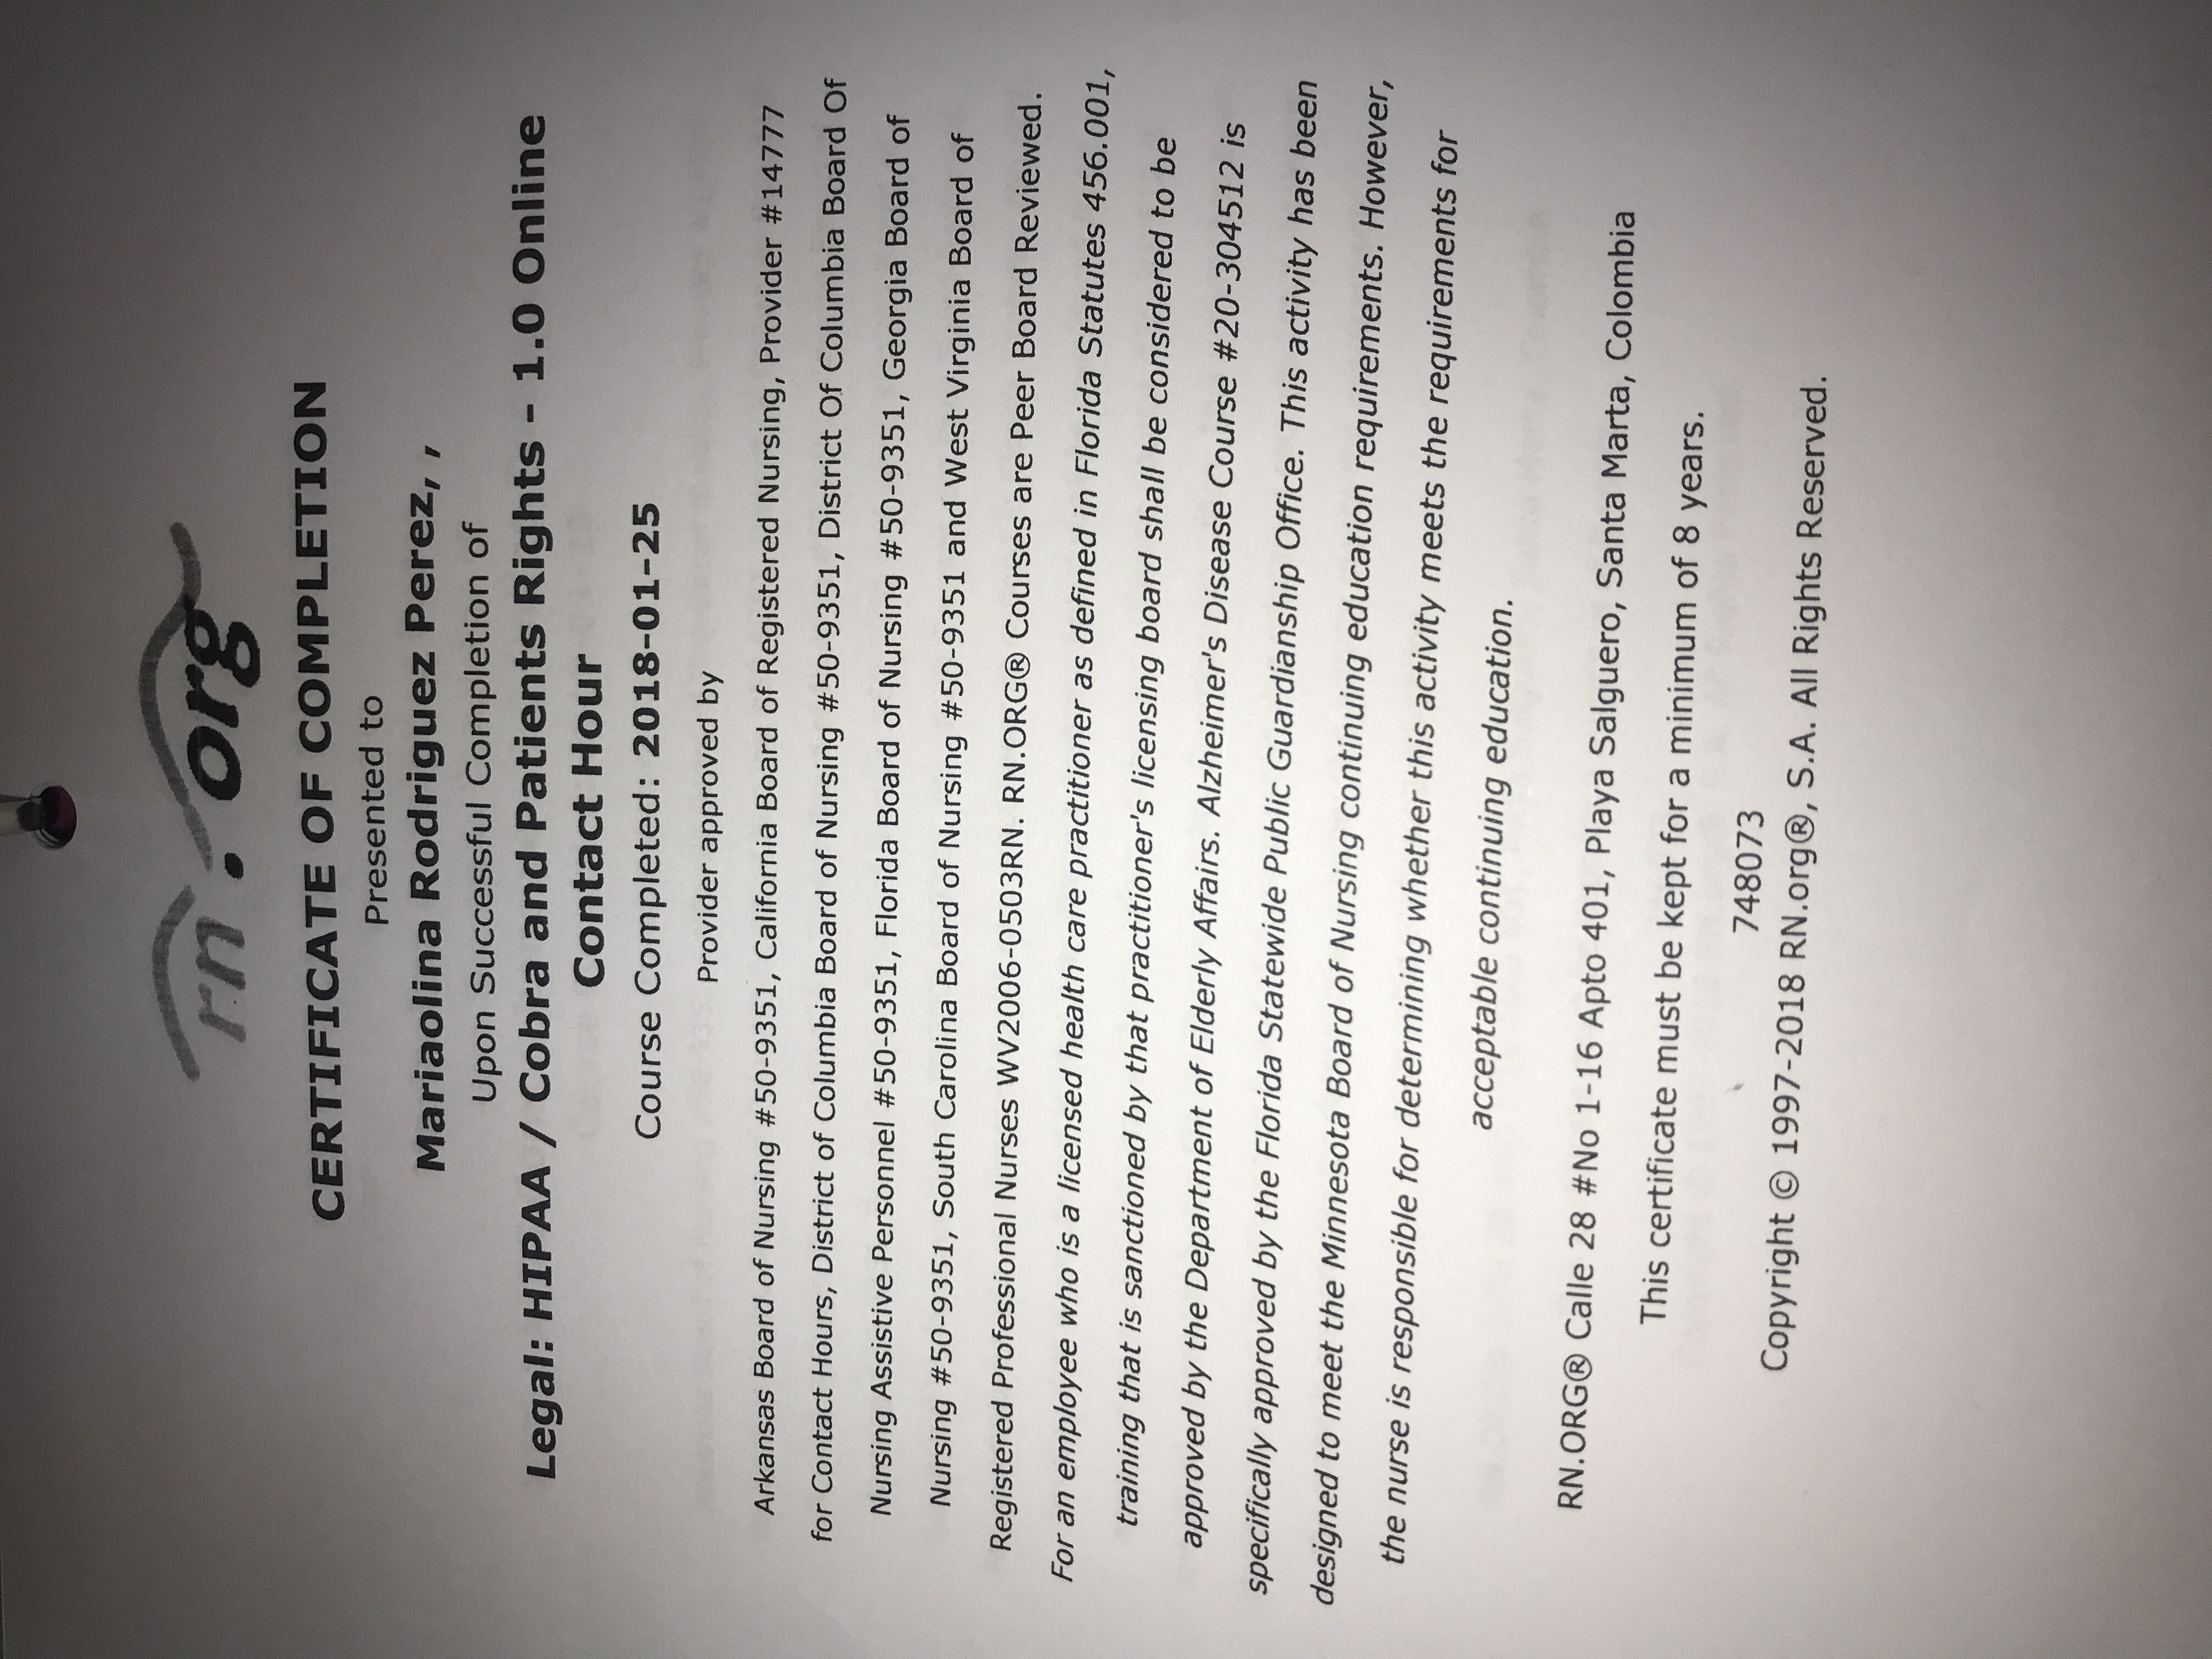 rn.org
CERTIFICATE OF COMPLETION
Presented to
Mariaolina Rodriguez Perez, ,
Upon Successful Completion of
Legal: HIPAA / Cobra and Patients Rights - 1.0 Online
Contact Hour
Course Completed: 2018-01-25
Provider approved by
Arkansas Board of Nursing #50-9351, California Board of Registered Nursing, Provider #14777
for Contact Hours, District of Columbia Board of Nursing #50-9351, District Of Columbia Board Of
Nursing Assistive Personnel #50-9351, Florida Board of Nursing #50-9351, Georgia Board of
Nursing #50-9351, South Carolina Board of Nursing #50-9351 and West Virginia Board of
Registered Professional Nurses WV2006-0503RN. RN.ORG® Courses are Peer Board Reviewed.
For an employee who is a licensed health care practitioner as defined in Florida Statutes 456.001,
training that is sanctioned by that practitioner's licensing board shall be considered to be
approved by the Department of Elderly Affairs. Alzheimer's Disease Course #20-304512 is
specifically approved by the Florida Statewide Public Guardianship Office. This activity has been
designed to meet the Minnesota Board of Nursing continuing education requirements. However,
the nurse is responsible for determining whether this activity meets the requirements for
acceptable continuing education.
RN.ORG® Calle 28 #No 1-16 Apto 401, Playa Salguero, Santa Marta, Colombia
This certificate must be kept for a minimum of 8 years.
748073
Copyright © 1997-2018 RN.org®, S.A. All Rights Reserved.